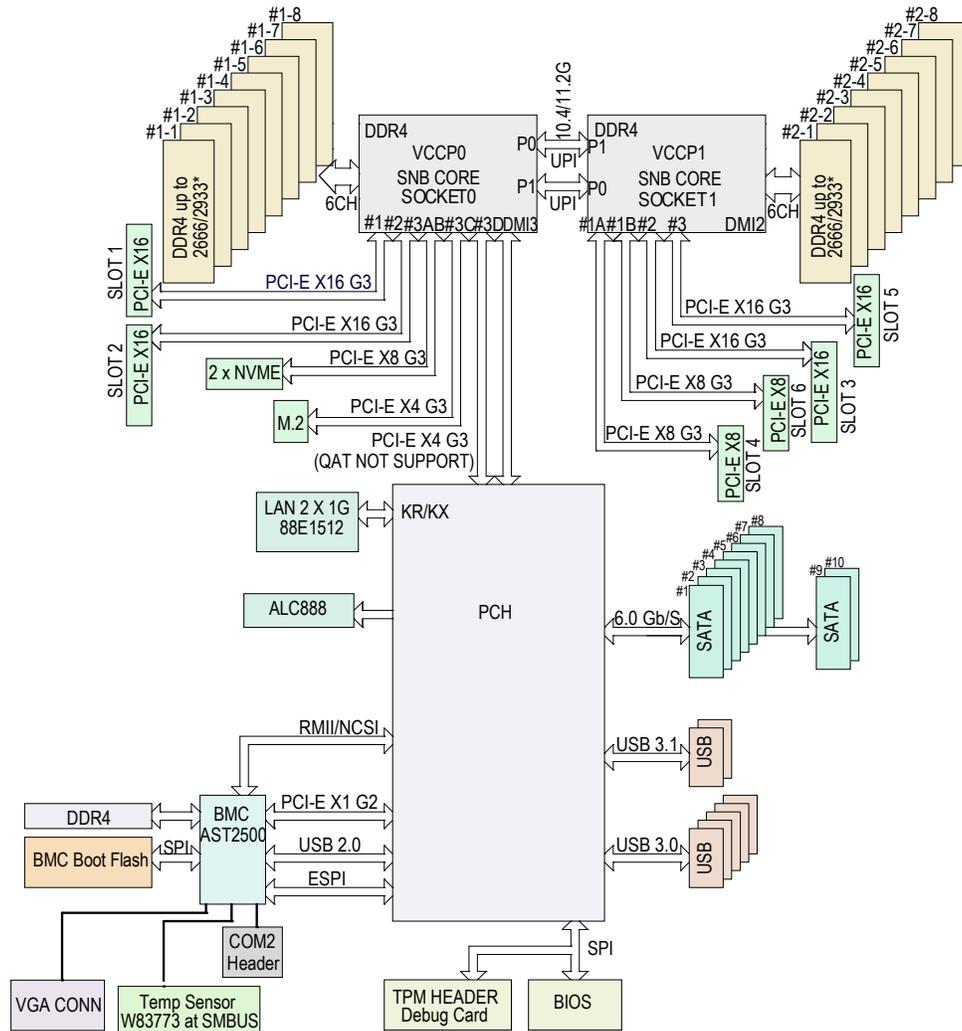 #1-8
#1-7
#1-6
#1-5
#1-4
#1-3
#1-2
#1-1
DDR4 up to
2666/2933*
6CH
DDR4
VCCP0
SNB CORE
SOCKET0
P0
P1
#1
#2
#3AB
#3C
#3D
DMI3
10.4/11.2G
UPI
UPI
DDR4
P1
VCCP1
P0
SNB CORE
SOCKET1
#1A
#1B
#2
#3
DMI2
6CH
#2-8
#2-7
#2-6
#2-5
#2-4
#2-3
#2-2
#2-1
DDR4 up to
2666/2933*
SLOT 1
PCI-E X16
PCI-E X16 G3
SLOT 2
PCI-E X16
PCI-E X16 G3
2 x NVME
PCI-E X8 G3
M.2
PCI-E X4 G3
PCI-E X4 G3
(QAT NOT SUPPORT)
PCI-E X16 G3
PCI-E X16
SLOT 5
PCI-E X16 G3
PCI-E X16
SLOT 3
PCI-E X8 G3
PCI-E X8
SLOT 6
PCI-E X8 G3
PCI-E X8
SLOT 4
LAN 2 X 1G
88E1512
KR/KX
ALC888
PCH
6.0 Gb/S
#1
#2
#3
#4
#5
#6
#7
#8
SATA
#9
#10
SATA
RMII/NCSI
USB 3.1
USB
DDR4
BMC
AST2500
PCI-E X1 G2
BMC Boot Flash
SPI
USB 2.0
USB 3.0
USB
ESPI
COM2
Header
SPI
VGA CONN
Temp Sensor
W83773 at SMBUS
TPM HEADER
Debug Card
BIOS